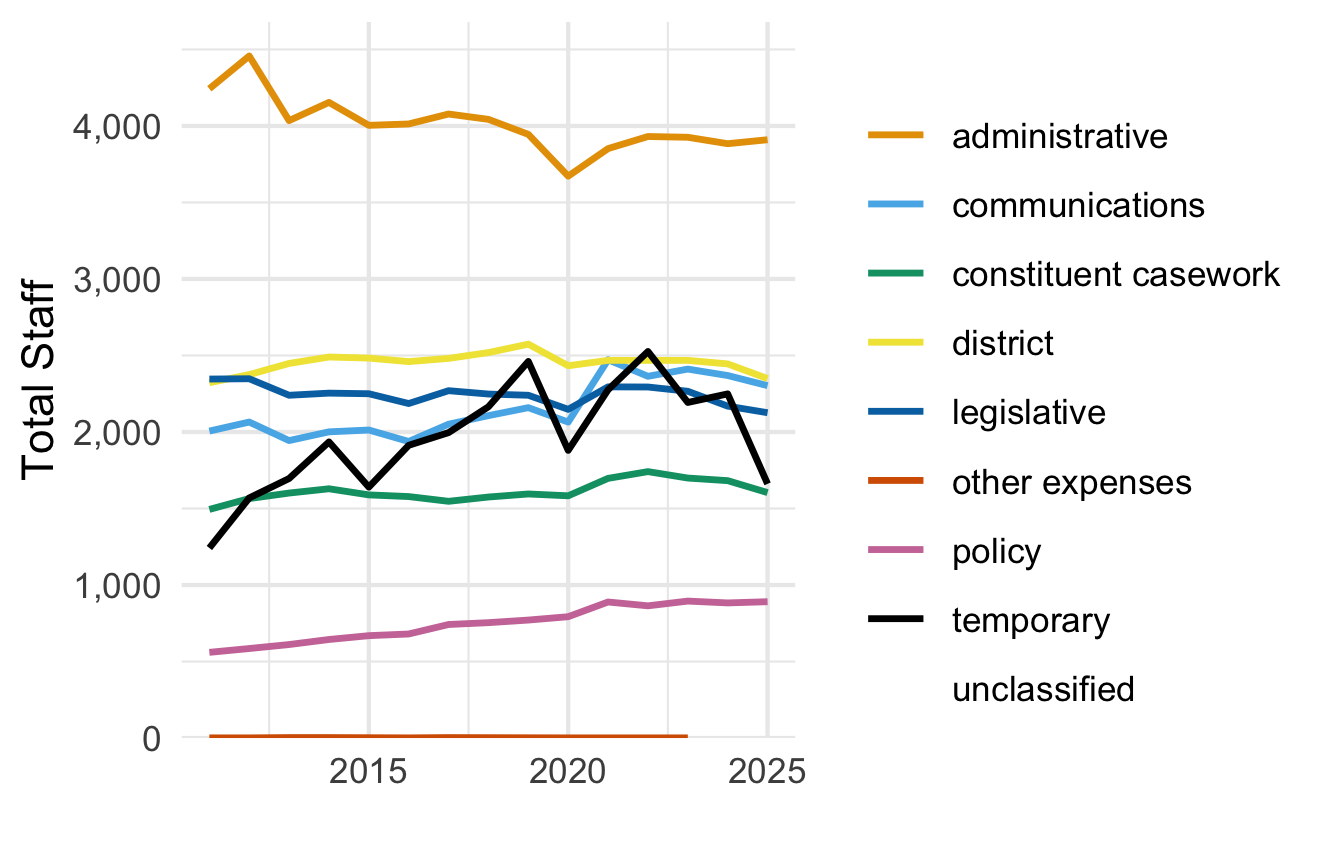 Total Staff
4,000
3,000
2,000
1,000
0
2015
2020
2025
administrative
communications
constituent casework
district
legislative
other expenses
policy
temporary
unclassified